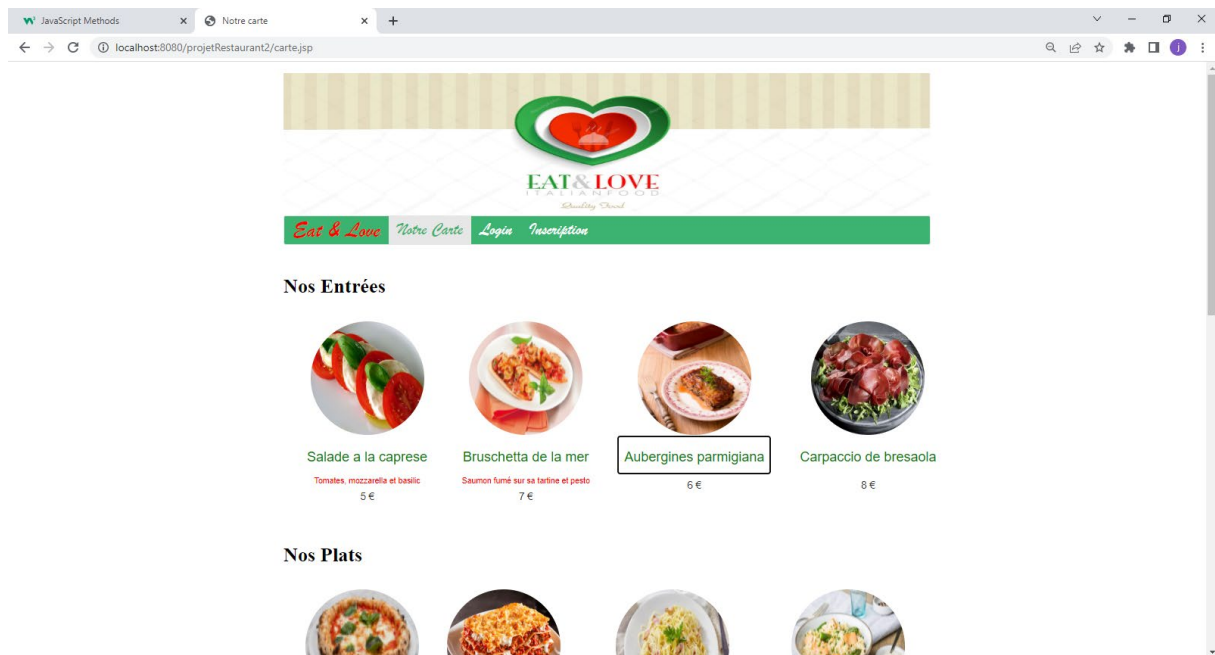 JavaScript Methods
Notre carte
localhost:8080/projetRestaurant2/carte.jsp
j
EAT&LOVE
ITALIANFOOD
Quality Food
Eat & Love Notre Carte Login Inscription
Nos Entrées
Salade a la caprese
Tomates, mozzarella et basilic
5 €
Bruschetta de la mer
Saumon fumé sur sa tartine et pesto
7 €
Aubergines parmigiana
6 €
Carpaccio de bresaola
8 €
Nos Plats